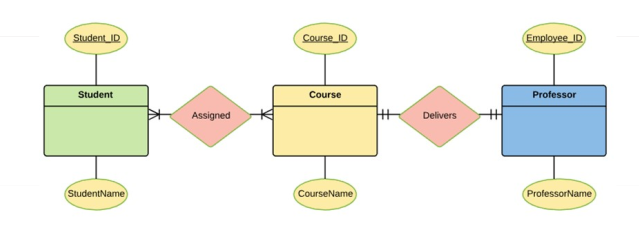 Student_ID
Course_ID
Employee_ID
Student
Course
Professor
Assigned
Delivers
StudentName
CourseName
ProfessorName